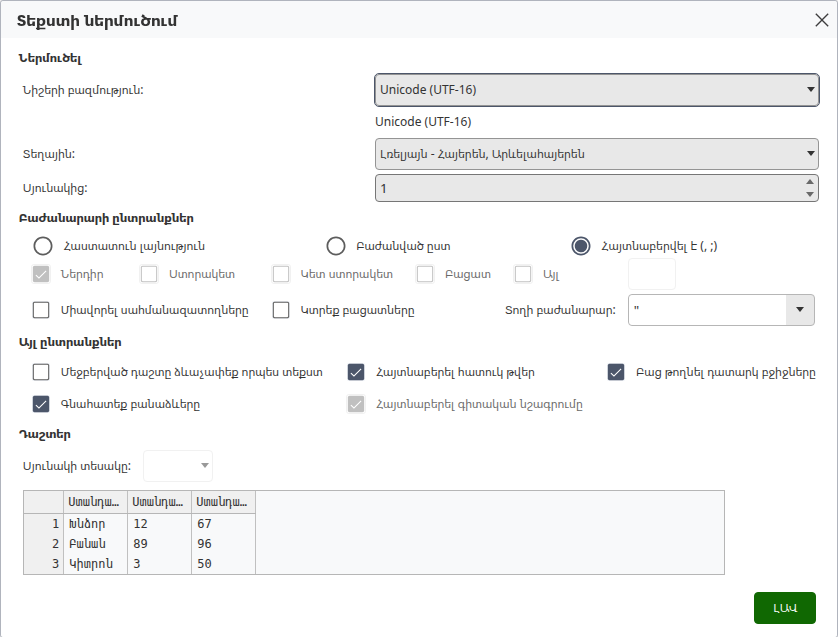 Տեքստի ներմուծում
Ներմուծել
Նիշերի բազմություն:
Unicode (UTF-16)
Unicode (UTF-16)
Տեղային:
Լռելյայն - Հայերեն, Արևելահայերեն
Սյունակից:
1
Բաժանարարի ընտրանքներ
Հաստատուն լայնություն
Բաժանված ըստ
Հայտնաբերվել է (, ;)
Ներդիր
Ստորակետ
Կետ ստորակետ
Բացատ
Այլ
Միավորել սահմանազատողները
Կտրեք բացատները
Տողի բաժանարար:
"
Այլ ընտրանքներ
Մեջբերված դաշտը ձևաչափեք որպես տեքստ
Հայտնաբերել հատուկ թվեր
Բաց թողնել դատարկ բջիջները
Գնահատեք բանաձևերը
Հայտնաբերել գիտական նշագրումը
Դաշտեր
Սյունակի տեսակը:
Ստանդա... Ստանդա... Ստանդա...
1 Խնձոր 12 67
2 Բանան 89 96
3 Կիտրոն 3 50
ԼԱՎ